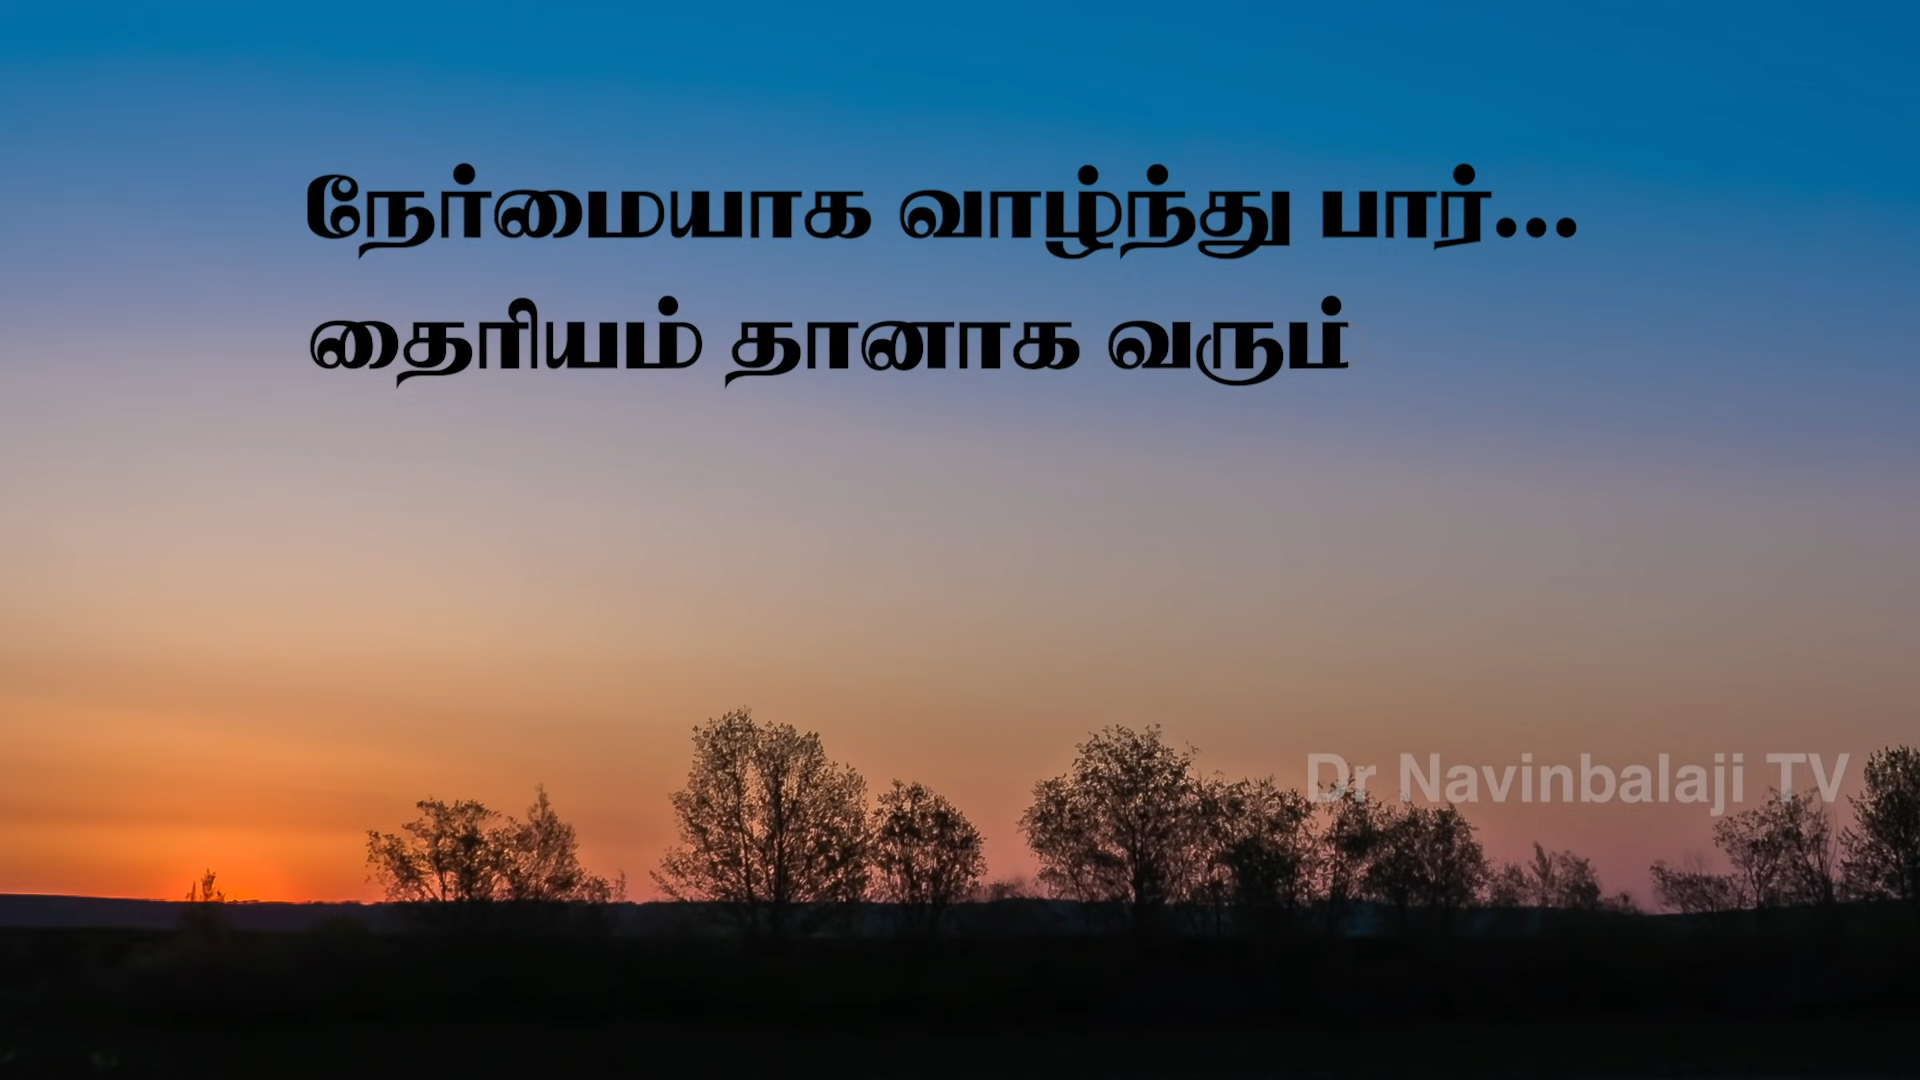 நேர்மையாக வாழ்ந்து பார்...
தைரியம் தானாக வரும்
Dr Navinbalaji TV